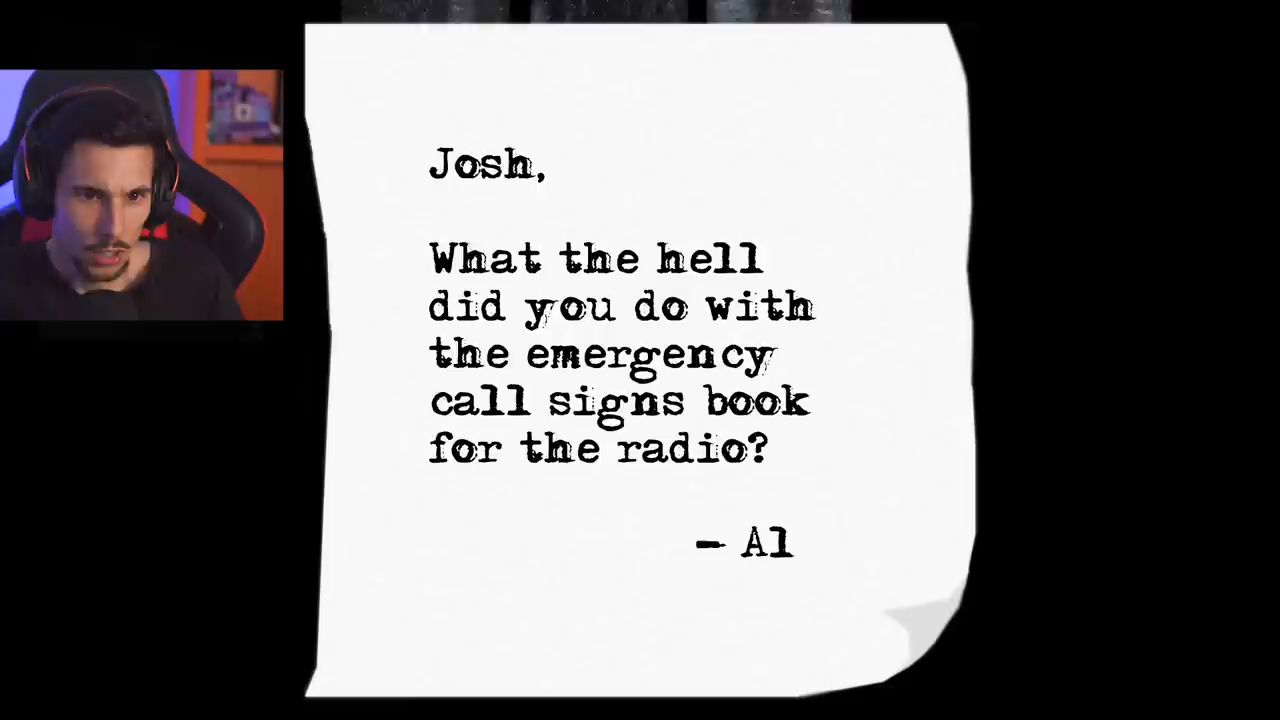 Josh,
What the hell
did you do with
the emergency
call signs book
for the radio?
– Al